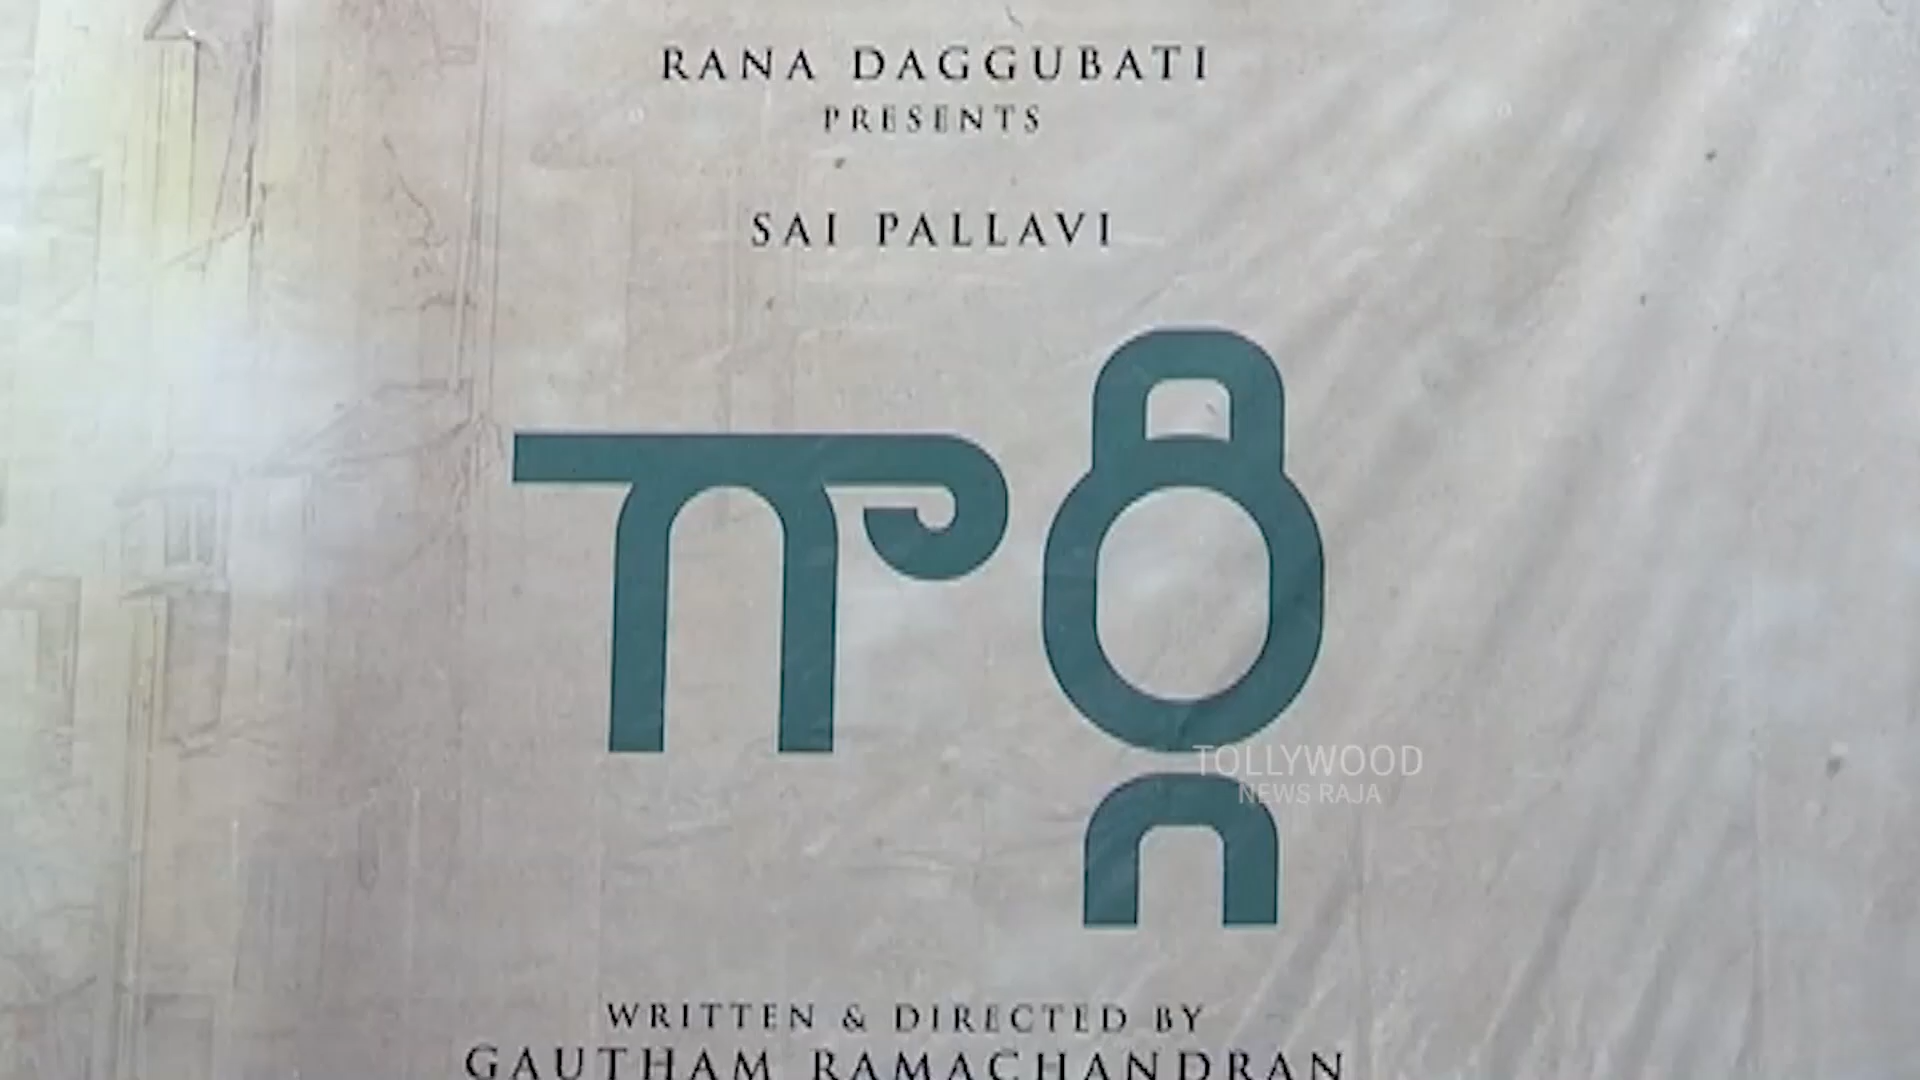 RANA DAGGUBATI
PRESENTS
SAI PALLAVI
గార్గి
WRITTEN & DIRECTED BY
GAUTHAM RAMACHANDRAN
TOLLYWOOD
NEWS RAJA